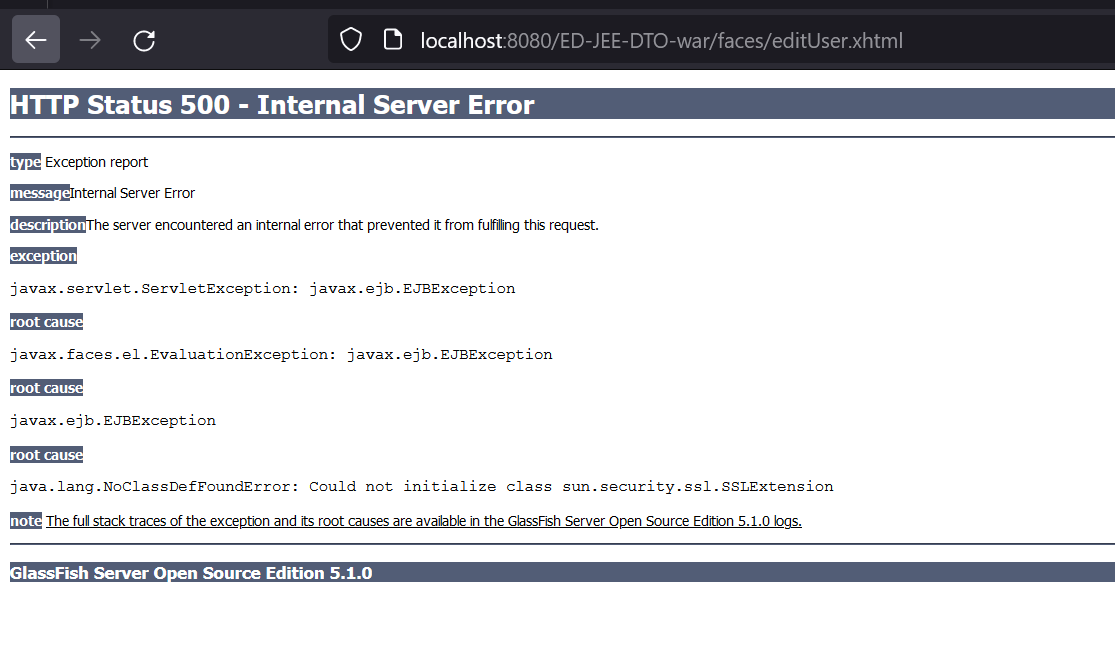 localhost:8080/ED-JEE-DTO-war/faces/editUser.xhtml
HTTP Status 500 - Internal Server Error
type Exception report
messageInternal Server Error
descriptionThe server encountered an internal error that prevented it from fulfilling this request.
exception
javax.servlet.ServletException: javax.ejb.EJBException
root cause
javax.faces.el.EvaluationException: javax.ejb.EJBException
root cause
javax.ejb.EJBException
root cause
java.lang.NoClassDefFoundError: Could not initialize class sun.security.ssl.SSLExtension
note The full stack traces of the exception and its root causes are available in the GlassFish Server Open Source Edition 5.1.0 logs.
GlassFish Server Open Source Edition 5.1.0